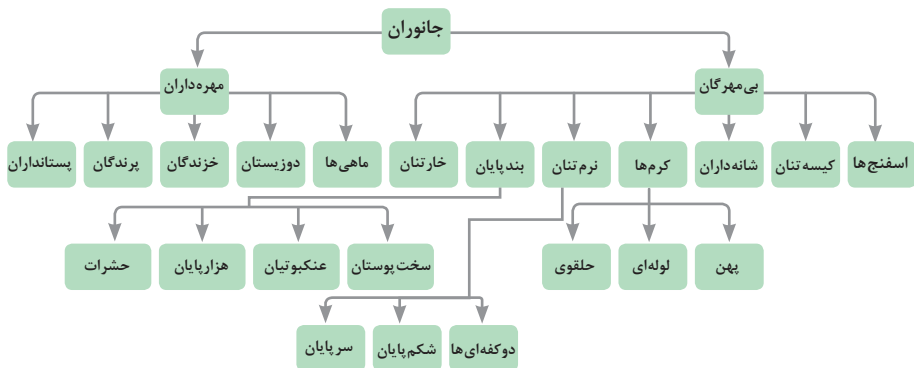 جانوران
بی‌مهرگان
مهره‌داران
اسفنج‌ها
کیسه‌تنان
شانه‌داران
کرم‌ها
نرم‌تنان
بندپایان
خارتنان
ماهی‌ها
دوزیستان
خزندگان
پرندگان
پستانداران
پهن
لوله‌ای
حلقوی
سخت‌پوستان
عنکبوتیان
هزارپایان
حشرات
دوکفه‌ای‌ها
شکم‌پایان
سرپایان